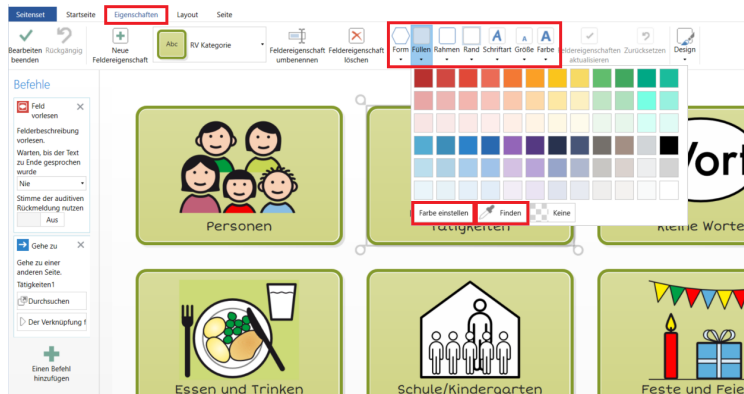 Seitenset Startseite Eigenschaften Layout Seite
Bearbeiten beenden
Rückgängig
Neue Feldereigenschaft
Abc
RV Kategorie
Feldereigenschaft umbenennen
Feldereigenschaft löschen
Form Füllen Rahmen Rand Schriftart Größe Farbe
Feldereigenschaften aktualisieren
Zurücksetzen
Design
Befehle
Feld
vorlesen
Felderbeschreibung
vorlesen.
Warten, bis der Text
zu Ende gesprochen
wurde
Nie
Stimme der auditiven
Rückmeldung nutzen
Aus
Gehe zu
Gehe zu einer
anderen Seite.
Tätigkeiten1
Durchsuchen
Der Verknüpfung f
Einen Befehl
hinzufügen
Farbe einstellen
Finden
Keine
Personen
Tätigkeiten
Kleine Worte
Wort
Essen und Trinken
Schule/Kindergarten
Feste und Feie